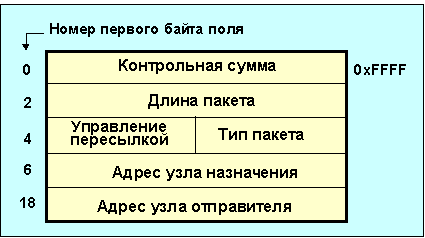 Номер первого байта поля
0 Контрольная сумма 0xFFFF
2 Длина пакета
4 Управление пересылкой Тип пакета
6 Адрес узла назначения
18 Адрес узла отправителя